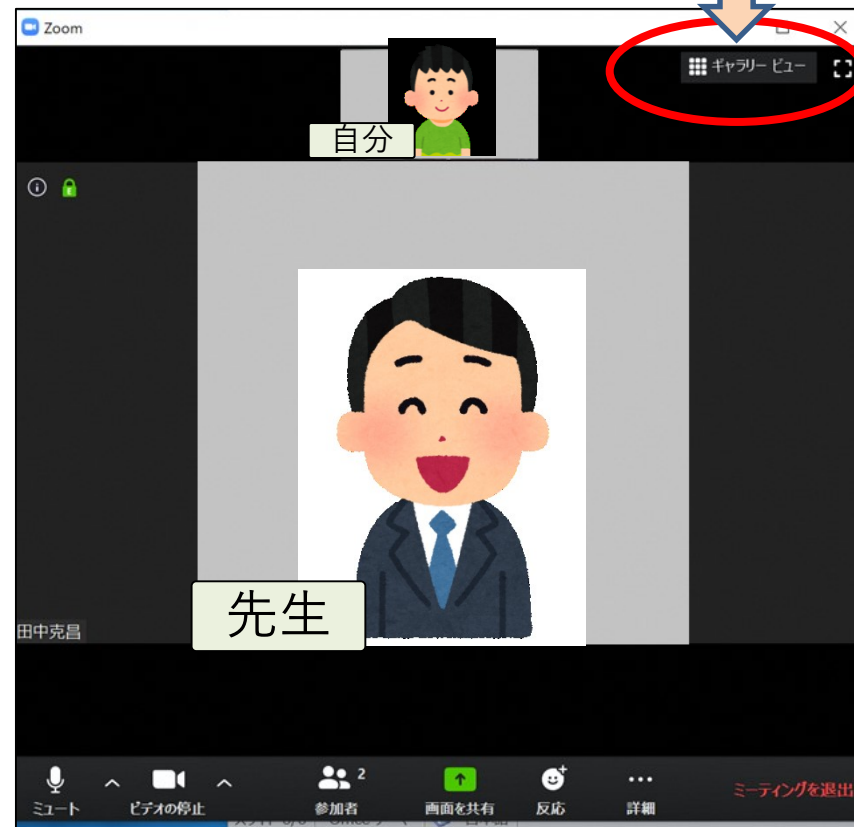 Zoom
ギャラリー ビュー
自分
先生
田中克昌
2
ミュート
ビデオの停止
参加者
画面を共有
反応
詳細
ミーティングを退出